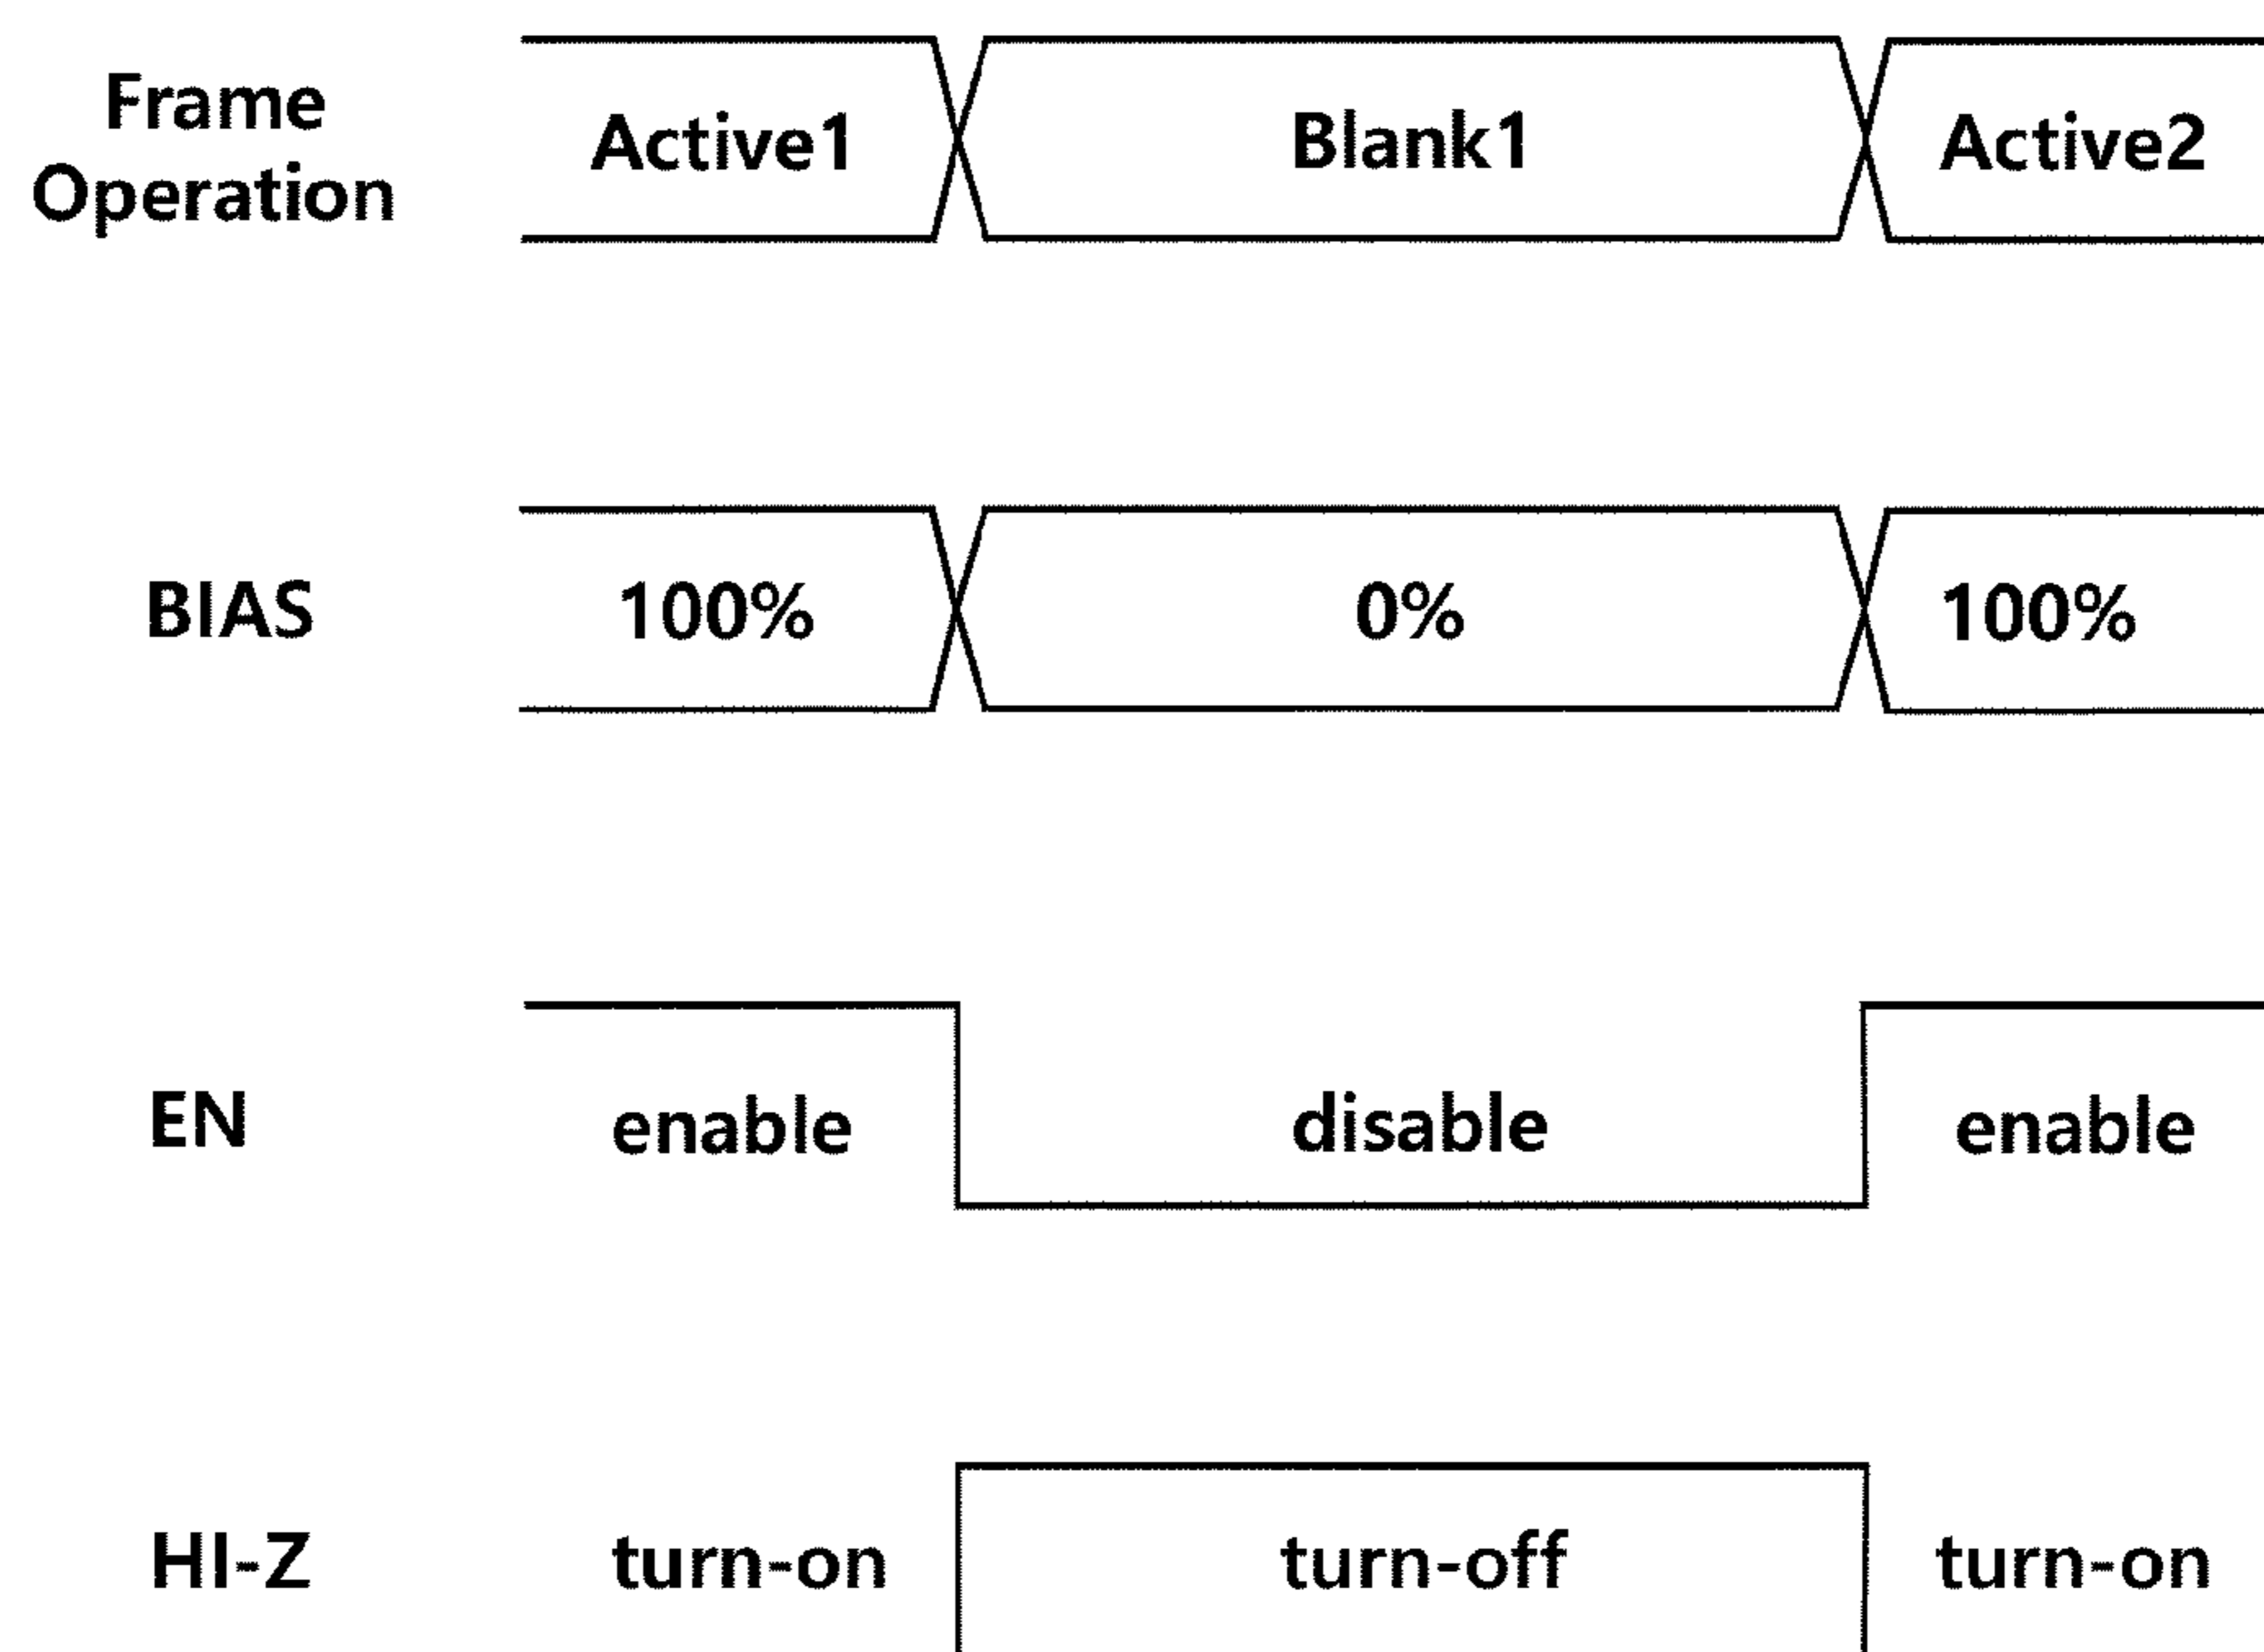 Frame
Operation
Active1
Blank1
Active2
BIAS
100%
0%
100%
EN
enable
disable
enable
HI-Z
turn-on
turn-off
turn-on